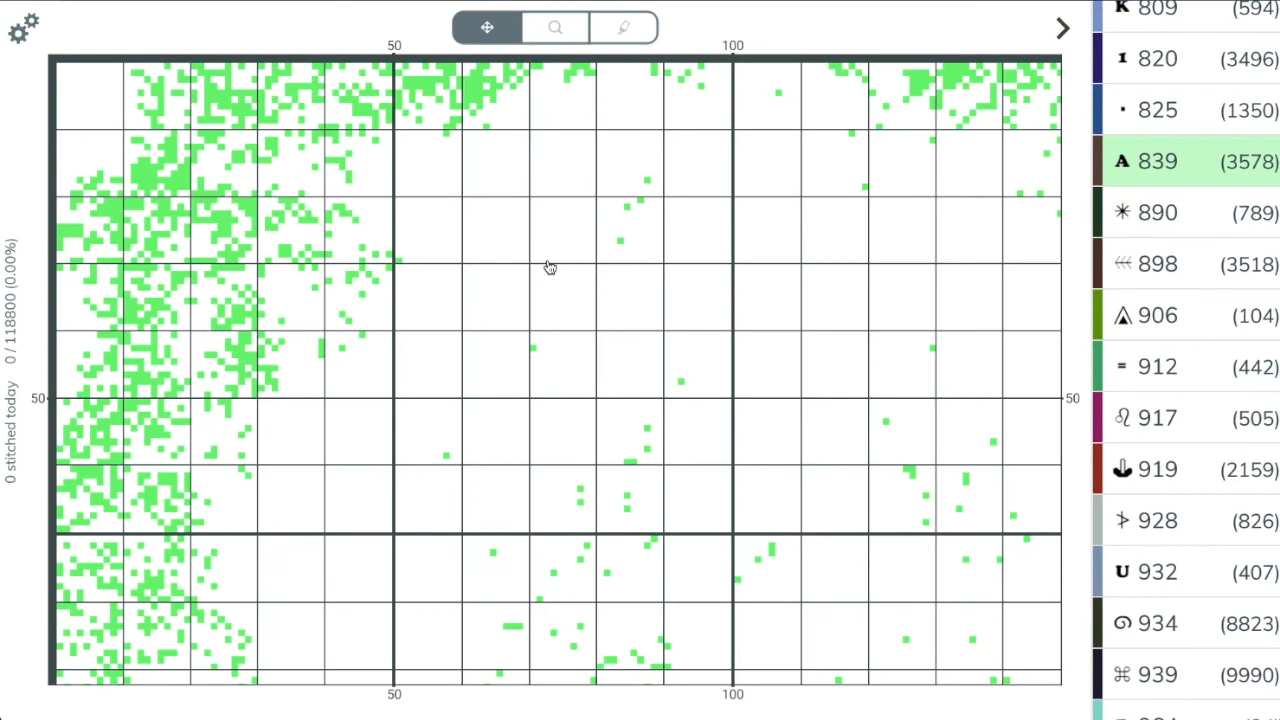 50 100
50
50
50 100
0 stitched today 0 / 118800 (0.00%)
K 809 (594)
1 820 (3496)
825 (1350)
A 839 (3578)
890 (789)
898 (3518)
906 (104)
= 912 (442)
917 (505)
919 (2159)
928 (826)
U 932 (407)
934 (8823)
939 (9990)